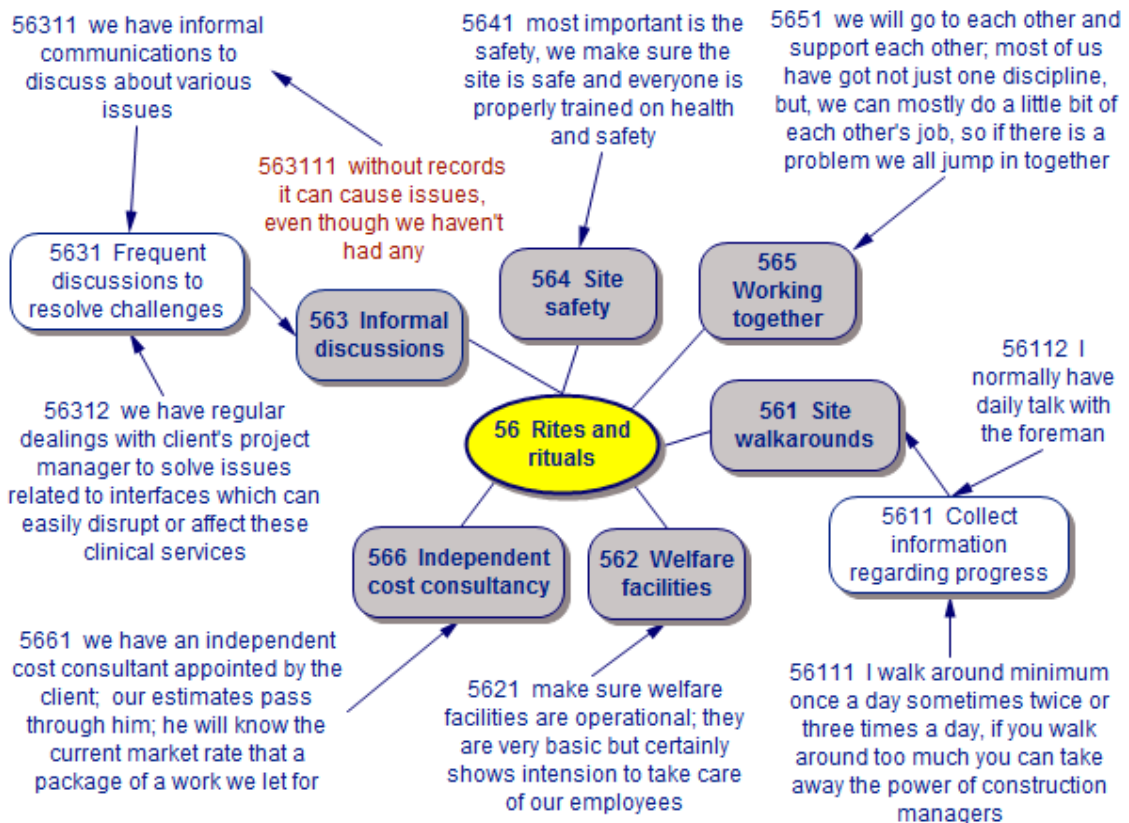 56311 we have informal
communications to
discuss about various
issues
5641 most important is the
safety, we make sure the
site is safe and everyone is
properly trained on health
and safety
5651 we will go to each other and
support each other; most of us
have got not just one discipline,
but, we can mostly do a little bit of
each other's job, so if there is a
problem we all jump in together
563111 without records
it can cause issues,
even though we haven't
had any
5631 Frequent
discussions to
resolve challenges
563 Informal
discussions
564 Site
safety
565
Working
together
56112 I
normally have
daily talk with
the foreman
56312 we have regular
dealings with client's project
manager to solve issues
related to interfaces which can
easily disrupt or affect these
clinical services
56 Rites and
rituals
561 Site
walkarounds
5611 Collect
information
regarding progress
566 Independent
cost consultancy
562 Welfare
facilities
5661 we have an independent
cost consultant appointed by the
client; our estimates pass
through him; he will know the
current market rate that a
package of a work we let for
5621 make sure welfare
facilities are operational; they
are very basic but certainly
shows intension to take care
of our employees
56111 I walk around minimum
once a day sometimes twice or
three times a day, if you walk
around too much you can take
away the power of construction
managers